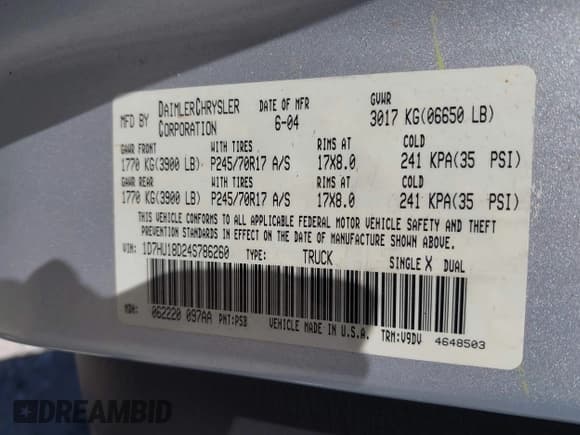 MFD BY DAIMLERCHRYSLER CORPORATION DATE OF MFR 6-04 GVWR 3017 KG(06650 LB)
GAWR FRONT WITH TIRES RIMS AT COLD
1770 KG(3900 LB) P245/70R17 A/S 17X8.0 241 KPA(35 PSI)
GAWR REAR WITH TIRES RIMS AT COLD
1770 KG(3900 LB) P245/70R17 A/S 17X8.0 241 KPA(35 PSI)
THIS VEHICLE CONFORMS TO ALL APPLICABLE FEDERAL MOTOR VEHICLE SAFETY AND THEFT
PREVENTION STANDARDS IN EFFECT ON THE DATE OF MANUFACTURE SHOWN ABOVE.
VIN: 1D7HU18D24S786260 TYPE: TRUCK SINGLE X DUAL
MDH: 062220 097AA PNT:PSB VEHICLE MADE IN U.S.A. TRM:V9DV 4648503
DREAMBID